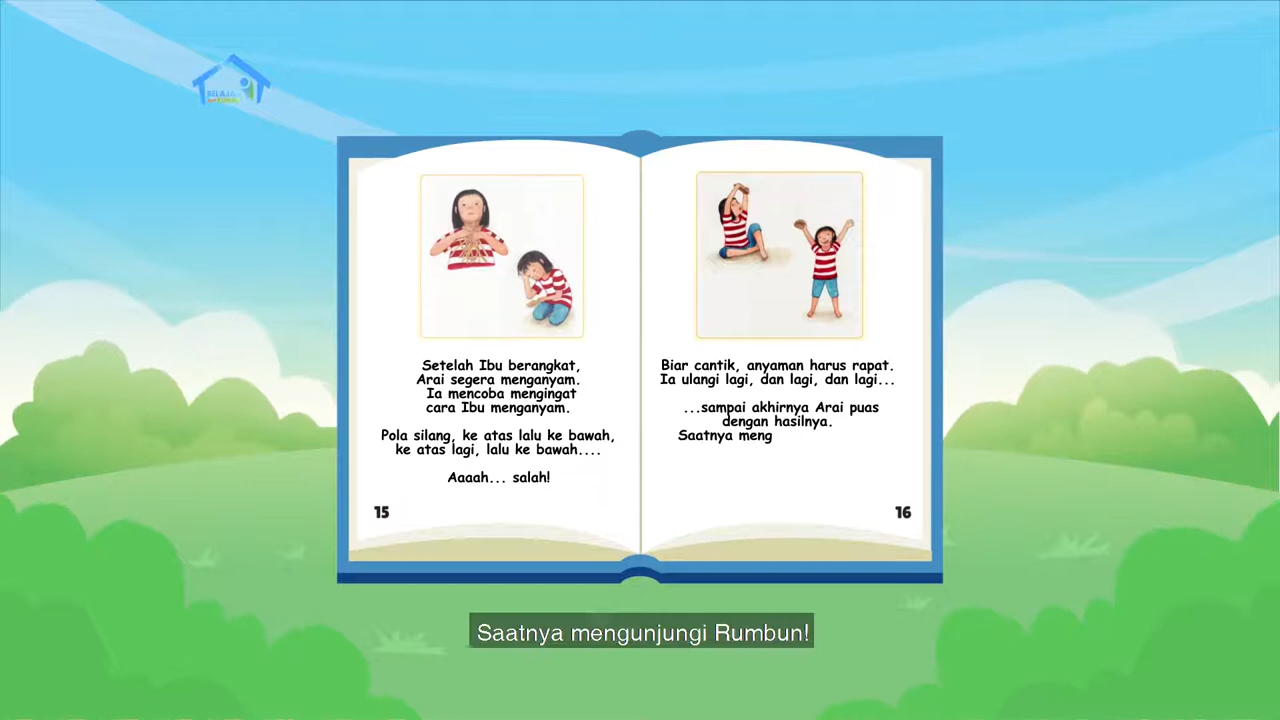 BELAJAR
Setelah Ibu berangkat,
Arai segera menganyam.
Ia mencoba mengingat
cara Ibu menganyam.
Pola silang, ke atas lalu ke bawah,
ke atas lagi, lalu ke bawah....
Aaaah... salah!
15
Biar cantik, anyaman harus rapat.
Ia ulangi lagi, dan lagi, dan lagi...
...sampai akhirnya Arai puas
dengan hasilnya.
Saatnya meng
16
Saatnya mengunjungi Rumbun!